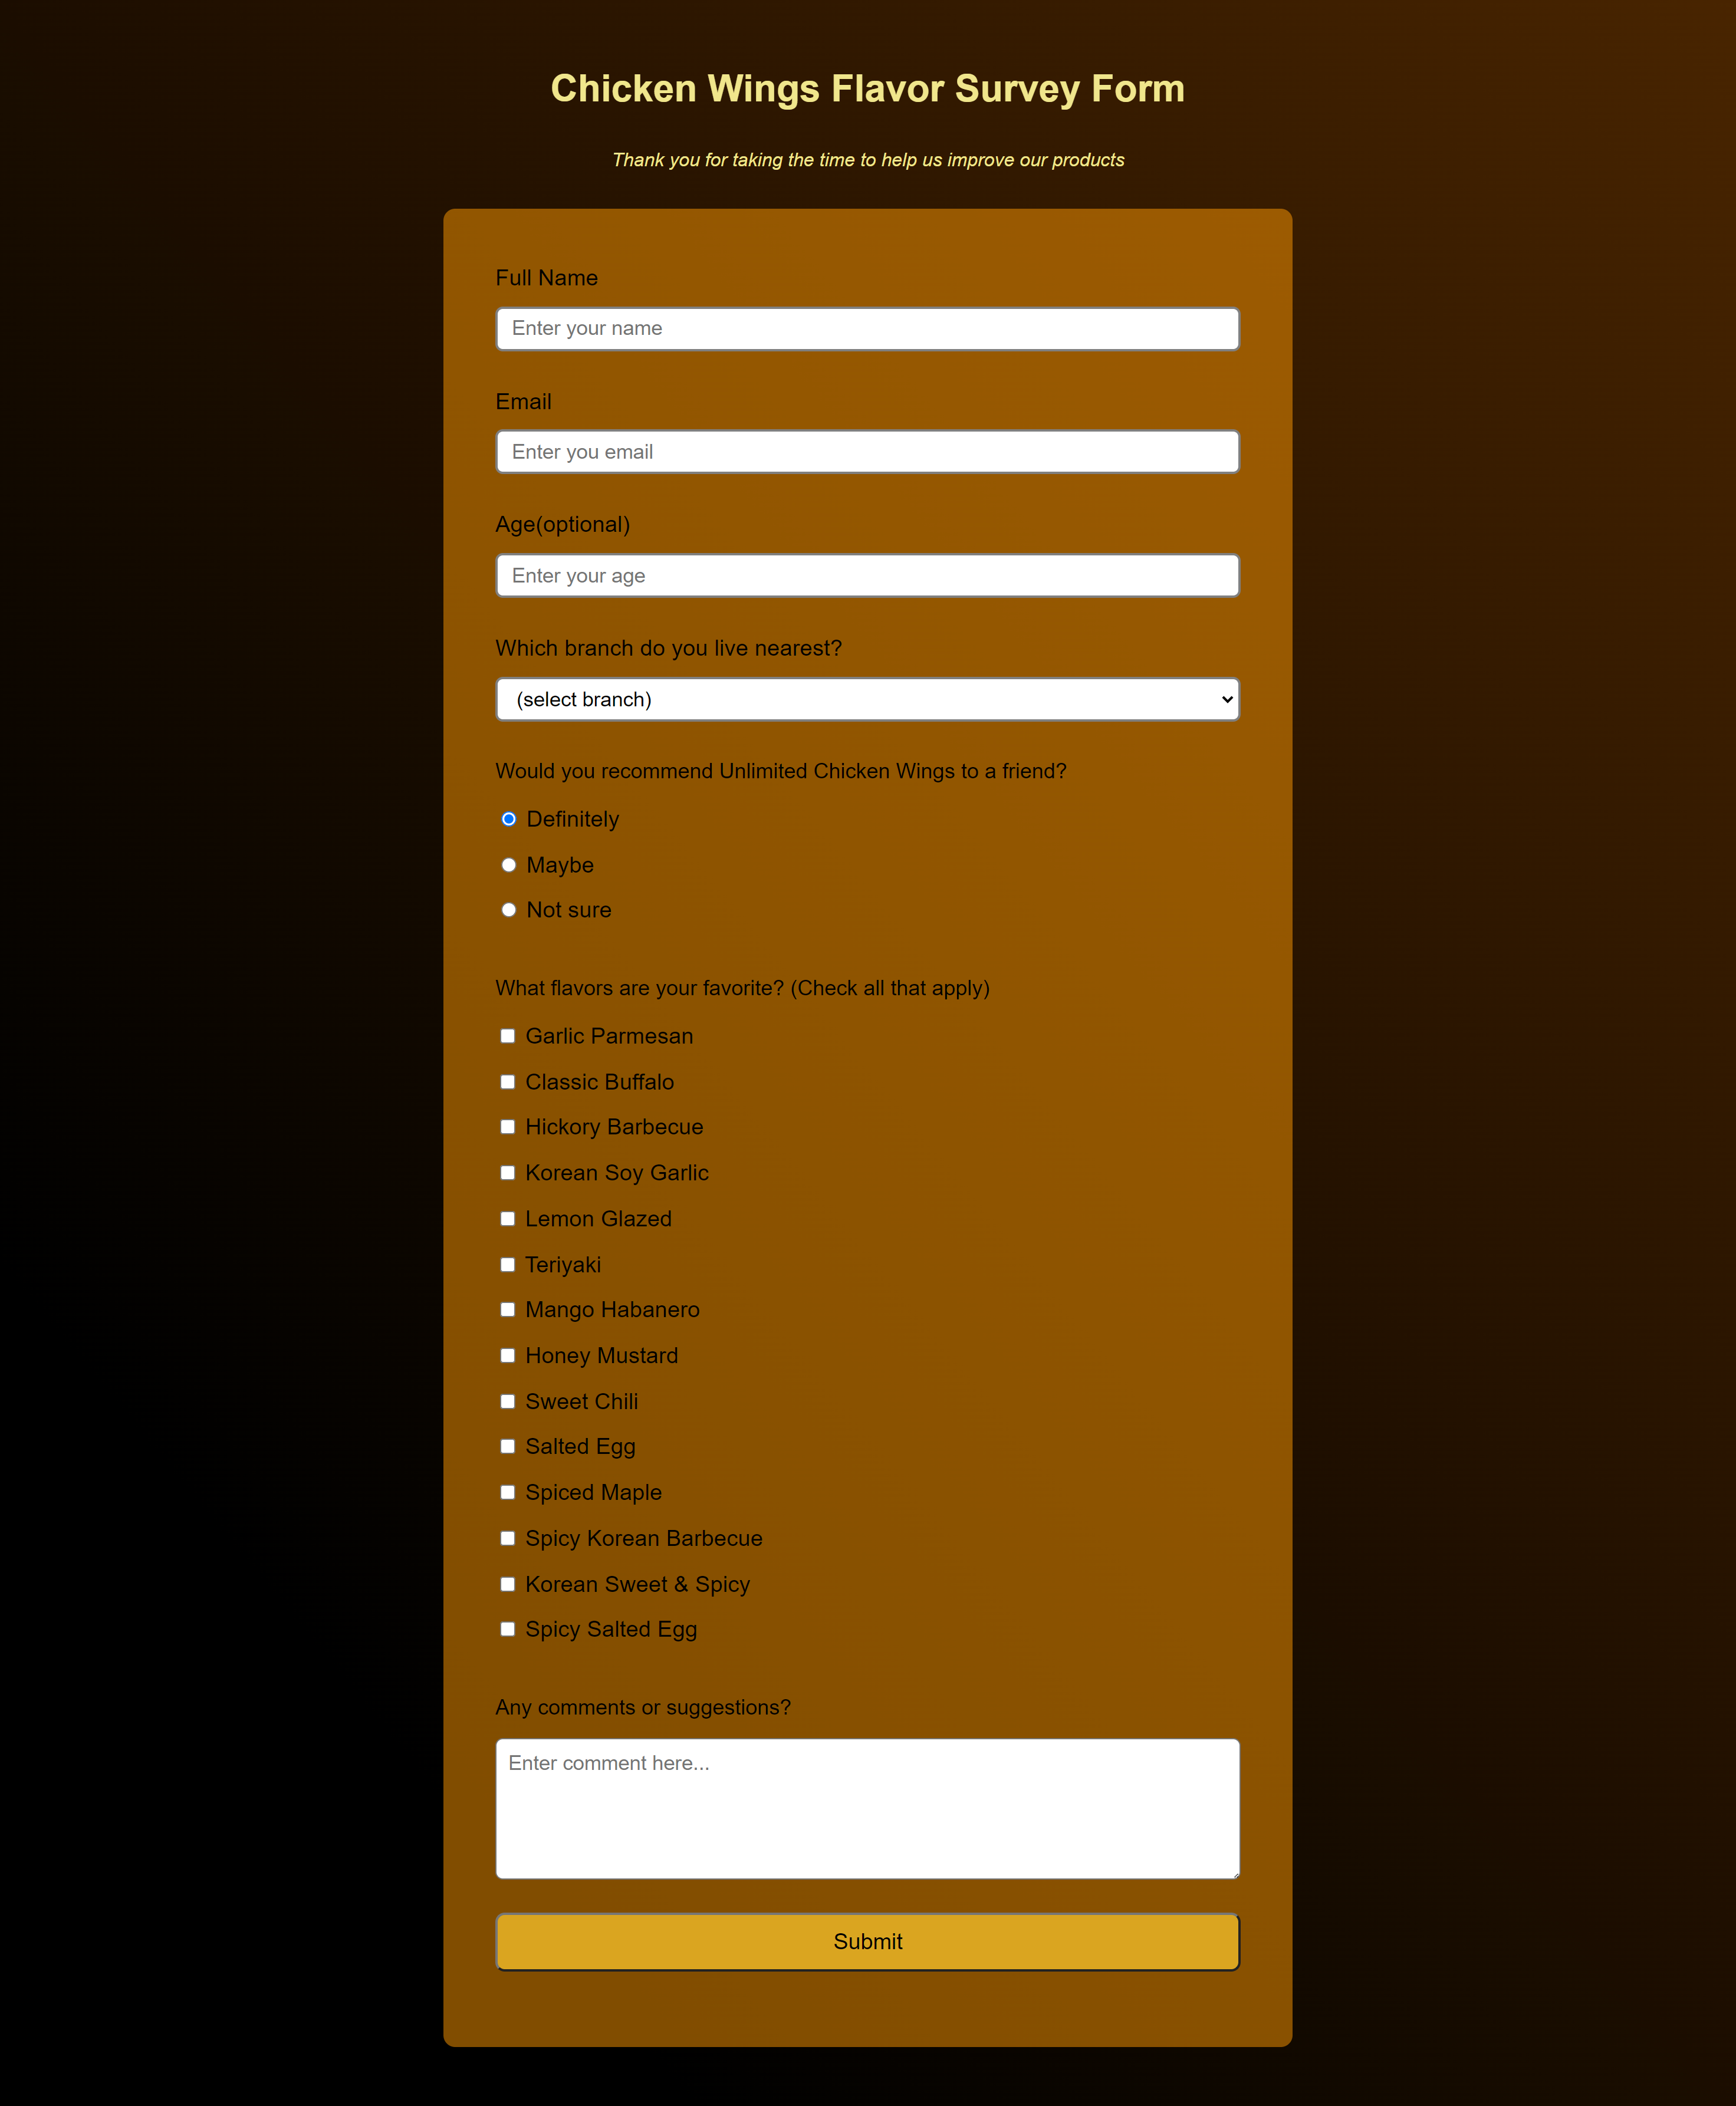 Chicken Wings Flavor Survey Form
Thank you for taking the time to help us improve our products
Full Name
Enter your name
Email
Enter you email
Age(optional)
Enter your age
Which branch do you live nearest?
(select branch)
Would you recommend Unlimited Chicken Wings to a friend?
Definitely
Maybe
Not sure
What flavors are your favorite? (Check all that apply)
Garlic Parmesan
Classic Buffalo
Hickory Barbecue
Korean Soy Garlic
Lemon Glazed
Teriyaki
Mango Habanero
Honey Mustard
Sweet Chili
Salted Egg
Spiced Maple
Spicy Korean Barbecue
Korean Sweet & Spicy
Spicy Salted Egg
Any comments or suggestions?
Enter comment here...
Submit